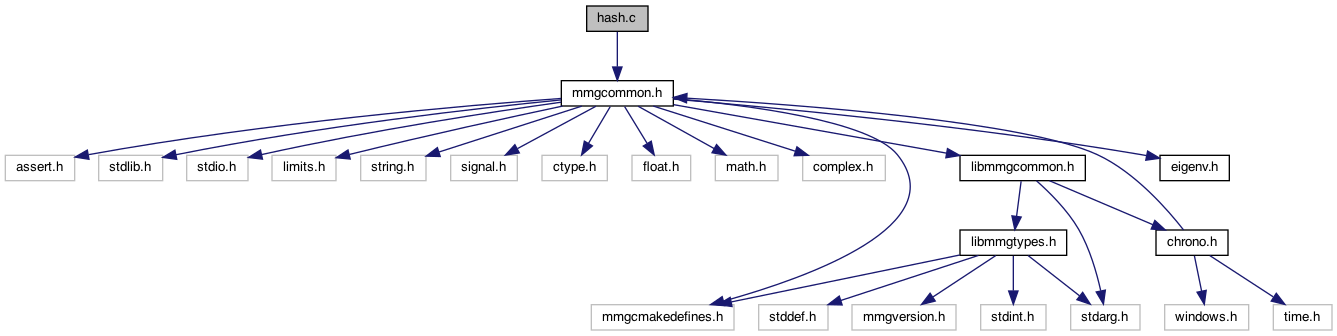 hash.c
mmgcommon.h
assert.h
stdlib.h
stdio.h
limits.h
string.h
signal.h
ctype.h
float.h
math.h
complex.h
libmmgcommon.h
eigenv.h
libmmgtypes.h
chrono.h
mmgcmakedefines.h
stddef.h
mmgversion.h
stdint.h
stdarg.h
windows.h
time.h